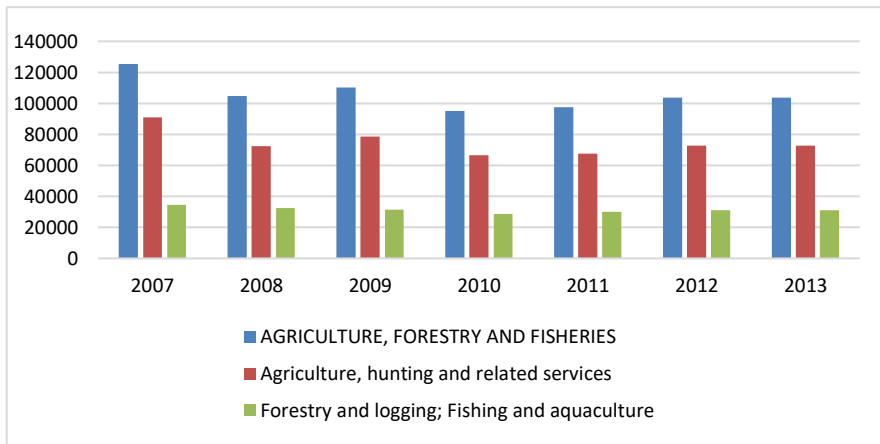 140000
120000
100000
80000
60000
40000
20000
0
2007 2008 2009 2010 2011 2012 2013
AGRICULTURE, FORESTRY AND FISHERIES
Agriculture, hunting and related services
Forestry and logging; Fishing and aquaculture